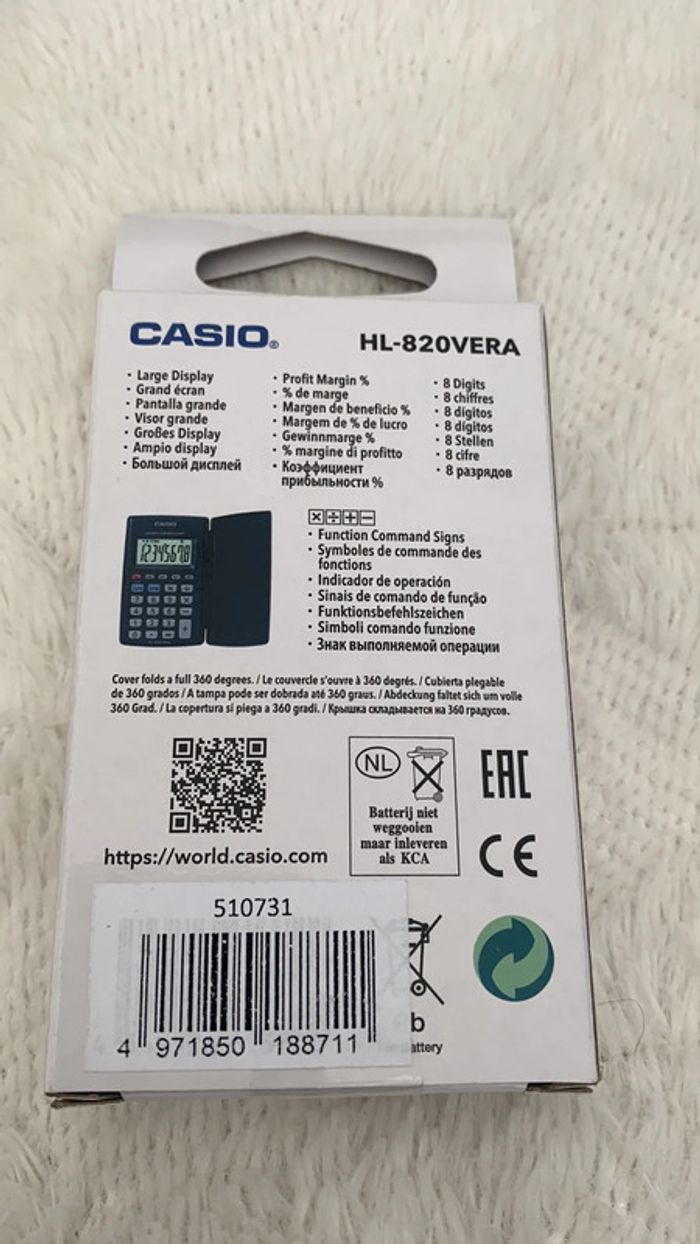 CASIO®
HL-820VERA
• Large Display
• Grand écran
• Pantalla grande
• Visor grande
• Großes Display
• Ampio display
• Большой дисплей
• Profit Margin %
• % de marge
• Margen de beneficio %
• Margem de % de lucro
• Gewinnmarge %
• % margine di profitto
• Коэффициент
прибыльности %
• 8 Digits
• 8 chiffres
• 8 dígitos
• 8 dígitos
• 8 Stellen
• 8 cifre
• 8 разрядов
CASIO
12345678
× ÷ + −
• Function Command Signs
• Symboles de commande des
fonctions
• Indicador de operación
• Sinais de comando de função
• Funktionsbefehlszeichen
• Simboli comando funzione
• Знак выполняемой операции
Cover folds a full 360 degrees. / Le couvercle s'ouvre à 360 degrés. / Cubierta plegable
de 360 grados / A tampa pode ser dobrada até 360 graus. / Abdeckung faltet sich um volle
360 Grad. / La copertura si piega a 360 gradi. / Крышка складывается на 360 градусов.
https://world.casio.com
NL
Batterij niet
weggooien
maar inleveren
als KCA
EAC
CE
510731
4 971850 188711
b
attery